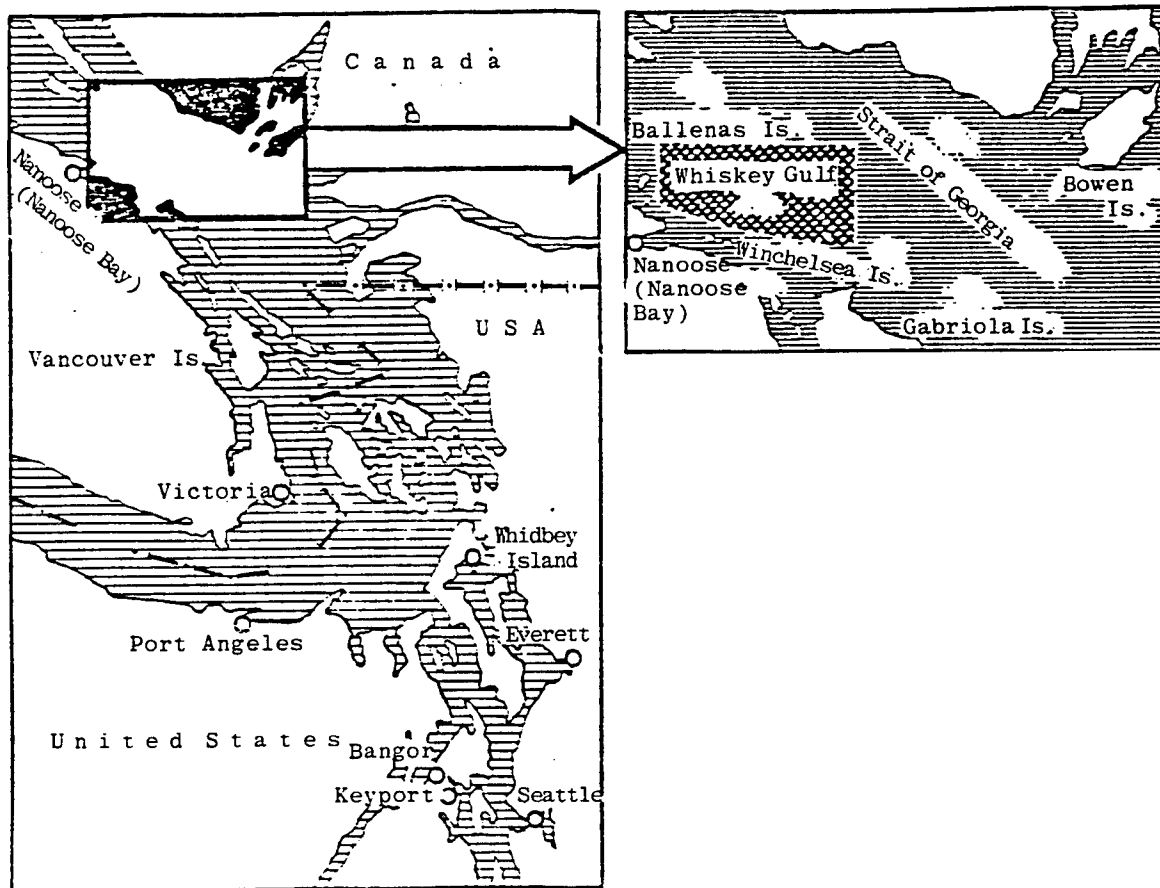 Canada
Nanoose
(Nanoose Bay)
USA
Vancouver Is.
Victoria
Whidbey
Island
Port Angeles
Everett
United States
Bangor
Keyport
Seattle
Ballenas Is.
Whiskey Gulf
Strait of Georgia
Bowen
Is.
Winchelsea Is.
Nanoose
(Nanoose
Bay)
Gabriola Is.